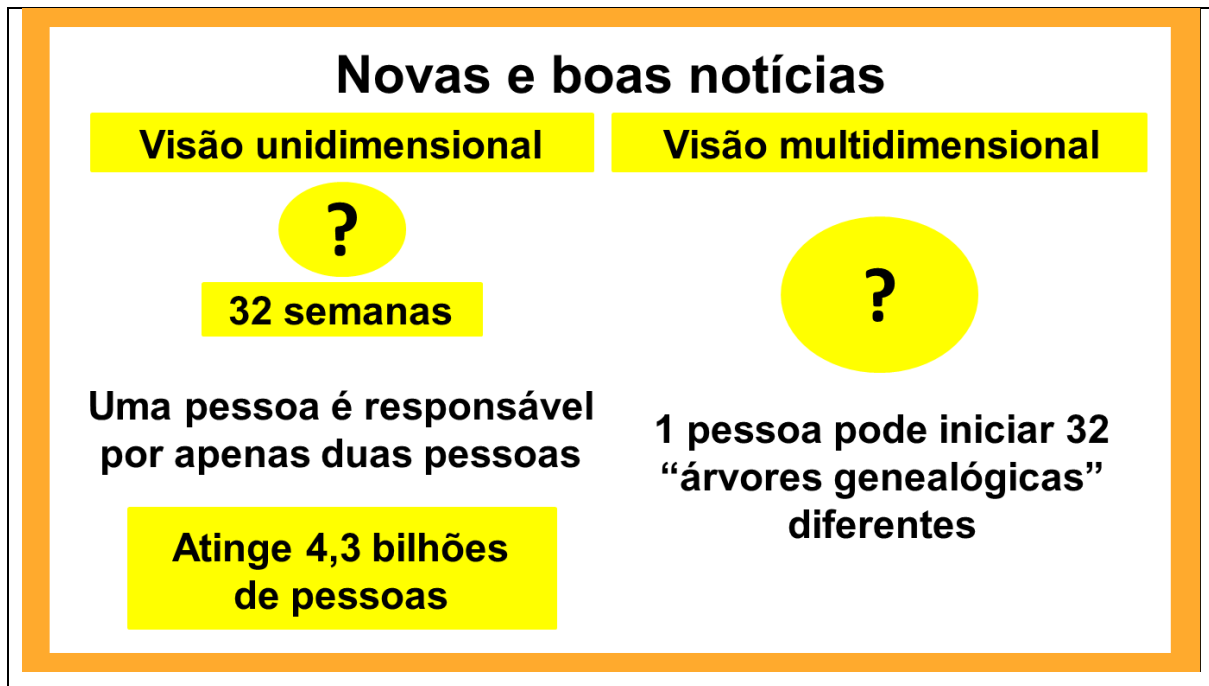 Novas e boas notícias
Visão unidimensional
?
32 semanas
Uma pessoa é responsável
por apenas duas pessoas
Atinge 4,3 bilhões
de pessoas
Visão multidimensional
?
1 pessoa pode iniciar 32
“árvores genealógicas”
diferentes